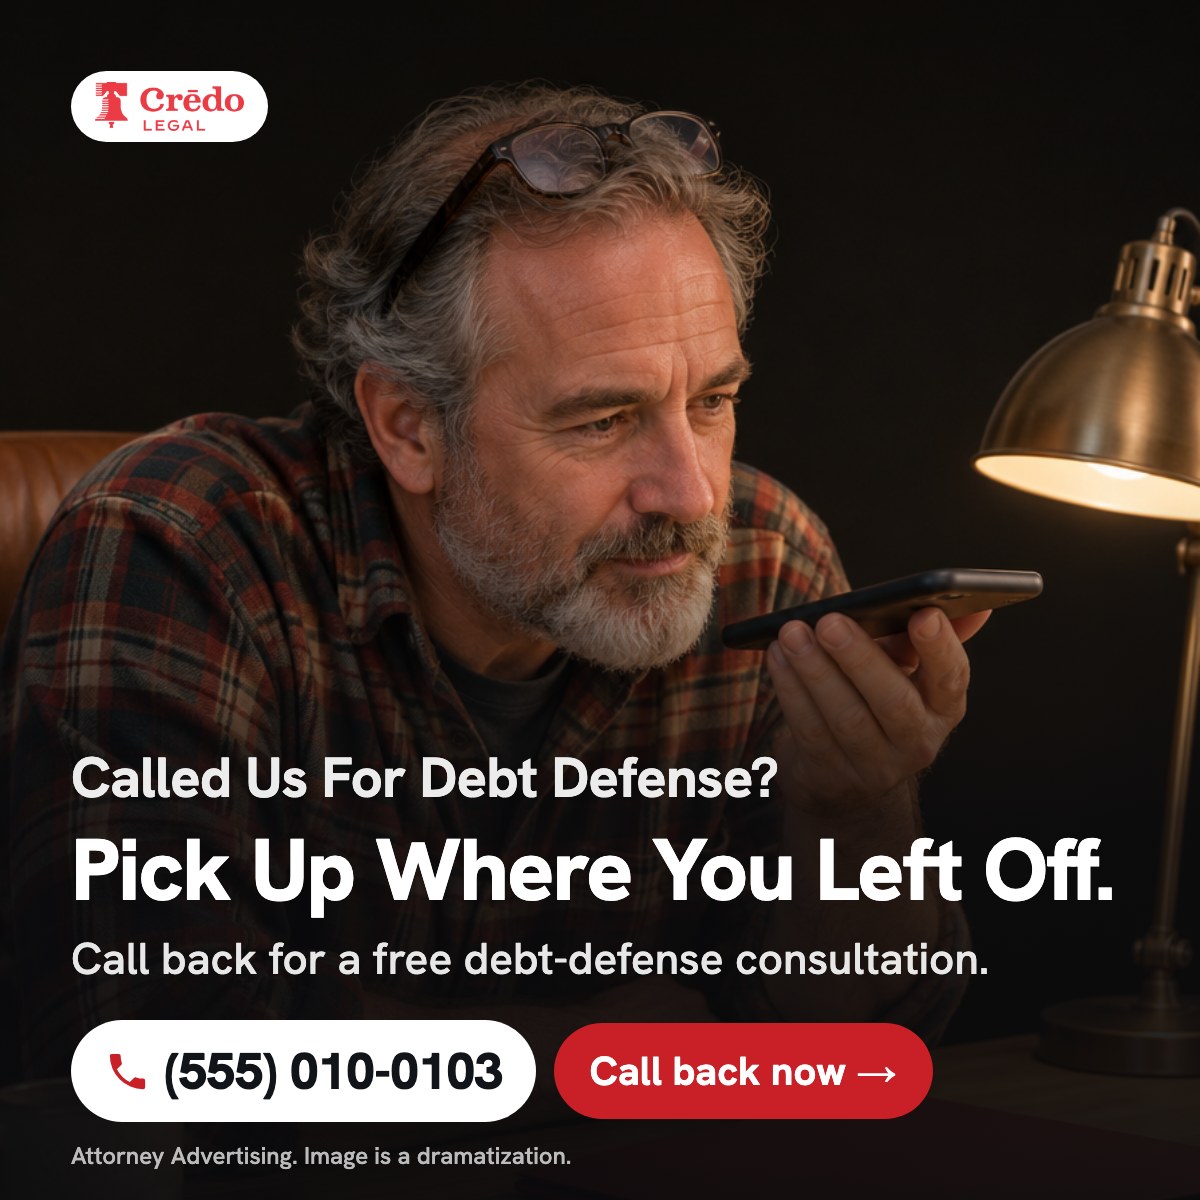 Crēdo
LEGAL
Called Us For Debt Defense?
Pick Up Where You Left Off.
Call back for a free debt-defense consultation.
(555) 010-0103
Call back now →
Attorney Advertising. Image is a dramatization.